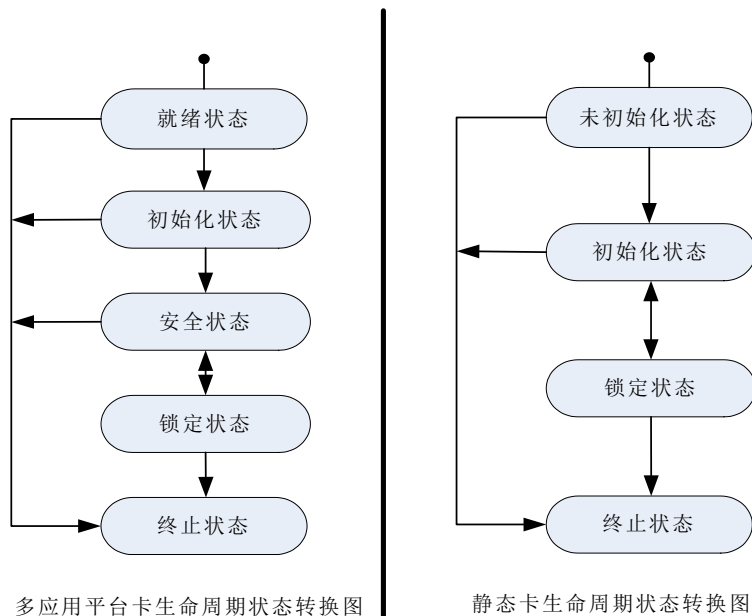 就绪状态
初始化状态
安全状态
锁定状态
终止状态
多应用平台卡生命周期状态转换图
未初始化状态
初始化状态
锁定状态
终止状态
静态卡生命周期状态转换图